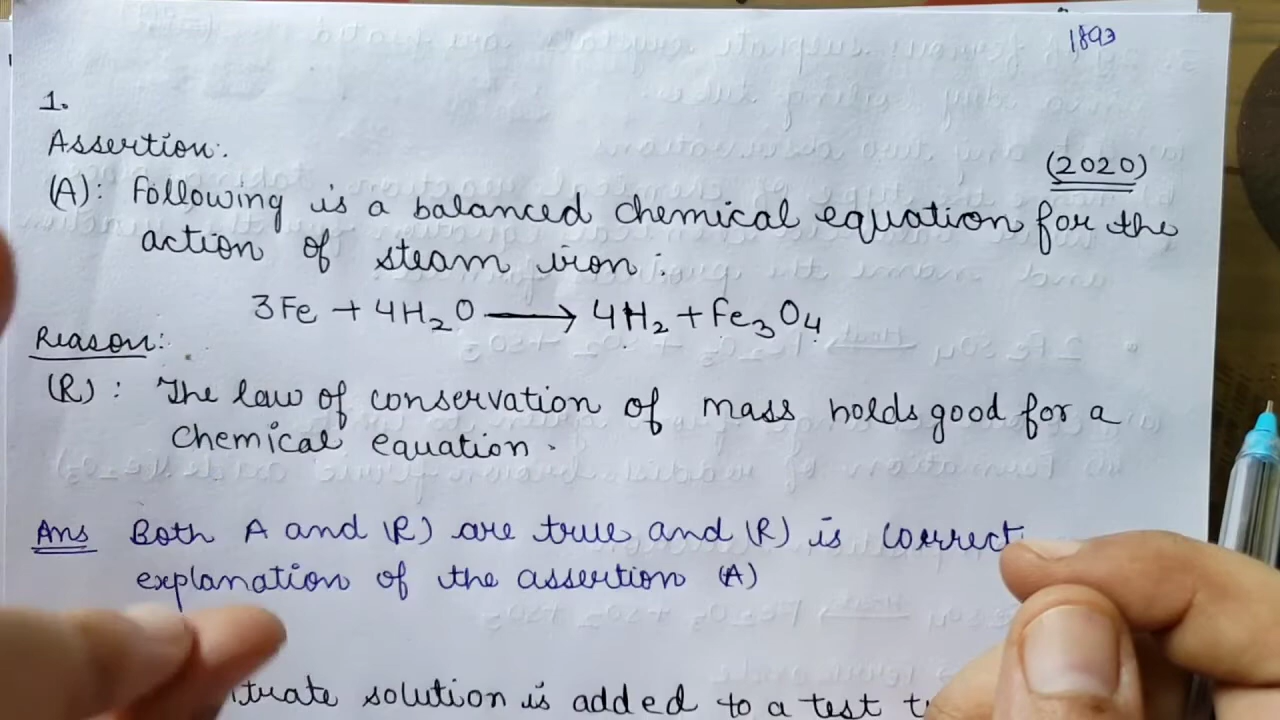 1893
1.
Assertion:
(2020)
(A): Following is a balanced chemical equation for the
action of steam iron:
3Fe + 4H₂O ⟶ 4H₂ + Fe₃O₄
Reason:
(R): The law of conservation of mass holds good for a
chemical equation.
Ans Both A and (R) are true and (R) is correct
explanation of the assertion (A)
solution is added to a test